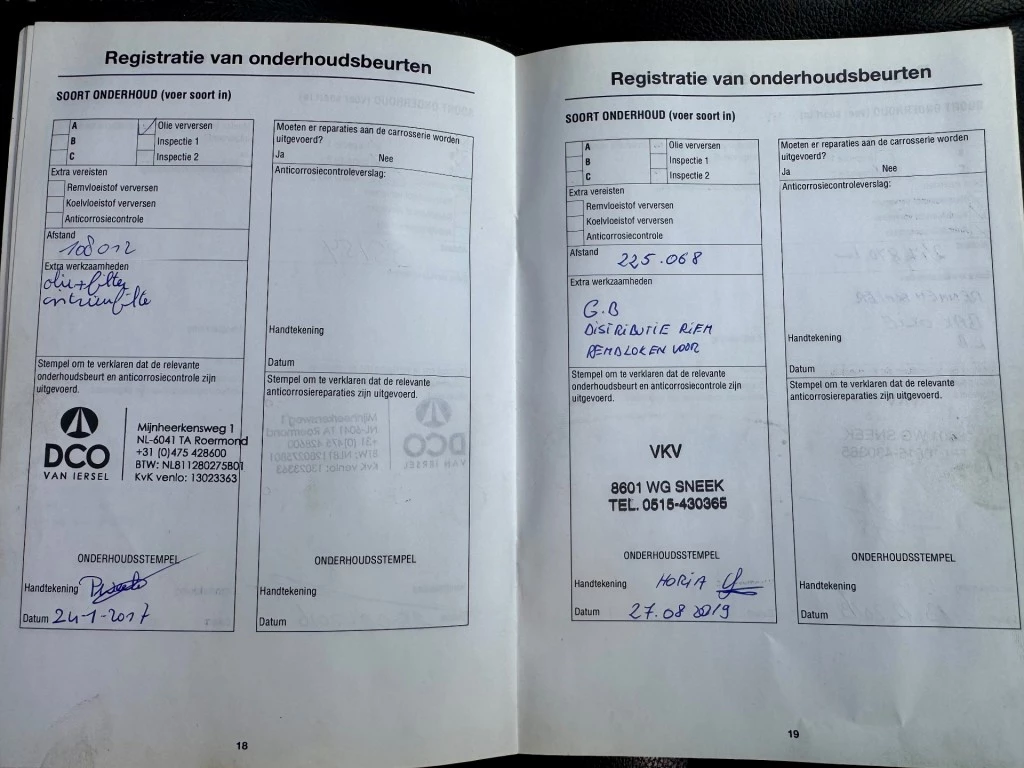 Registratie van onderhoudsbeurten
SOORT ONDERHOUD (voer soort in)
A
B
C
Olie verversen
Inspectie 1
Inspectie 2
Extra vereisten
Remvloeistof verversen
Koelvloeistof verversen
Anticorrosiecontrole
Afstand
108012
Extra werkzaamheden
olie+filter
Stempel om te verklaren dat de relevante
onderhoudsbeurt en anticorrosiecontrole zijn
uitgevoerd.
DCO
VAN IERSEL
Mijnheerkensweg 1
NL-6041 TA Roermond
+31 (0)475 428600
BTW: NL811280275B01
KvK venlo: 13023363
ONDERHOUDSSTEMPEL
Handtekening
Datum 24-1-2017
Moeten er reparaties aan de carrosserie worden
uitgevoerd?
Ja Nee
Anticorrosiecontroleverslag:
Handtekening
Datum
Stempel om te verklaren dat de relevante
anticorrosiereparaties zijn uitgevoerd.
ONDERHOUDSSTEMPEL
Handtekening
Datum
18
Registratie van onderhoudsbeurten
SOORT ONDERHOUD (voer soort in)
A
B
C
Olie verversen
Inspectie 1
Inspectie 2
Extra vereisten
Remvloeistof verversen
Koelvloeistof verversen
Anticorrosiecontrole
Afstand 225.068
Extra werkzaamheden
G.B
DISTRIBUTIE RIEM
REMBLOKEN VOOR
Stempel om te verklaren dat de relevante
onderhoudsbeurt en anticorrosiecontrole zijn
uitgevoerd.
VKV
8601 WG SNEEK
TEL. 0515-430365
ONDERHOUDSSTEMPEL
Handtekening HORIA
Datum 27.08 2019
Moeten er reparaties aan de carrosserie worden
uitgevoerd?
Ja Nee
Anticorrosiecontroleverslag:
Handtekening
Datum
Stempel om te verklaren dat de relevante
anticorrosiereparaties zijn uitgevoerd.
ONDERHOUDSSTEMPEL
Handtekening
Datum
19